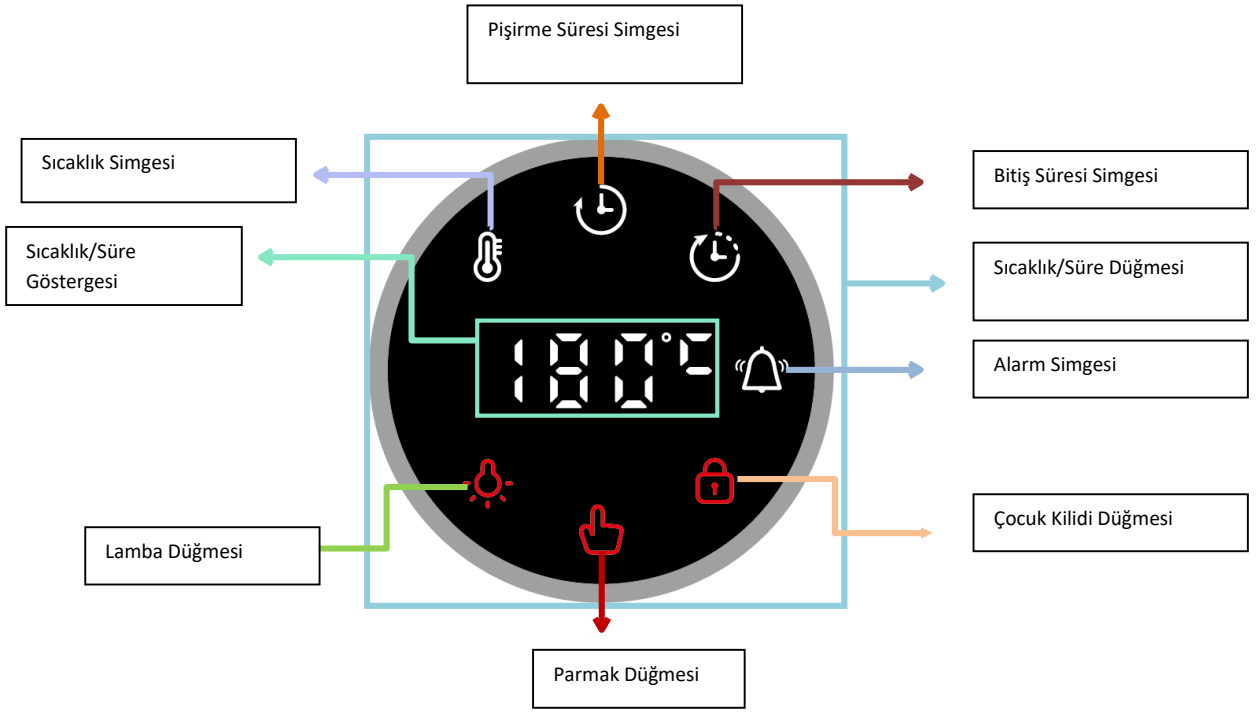 Pişirme Süresi Simgesi
Sıcaklık Simgesi
Bitiş Süresi Simgesi
Sıcaklık/Süre
Göstergesi
Sıcaklık/Süre Düğmesi
180°C
Alarm Simgesi
Çocuk Kilidi Düğmesi
Lamba Düğmesi
Parmak Düğmesi